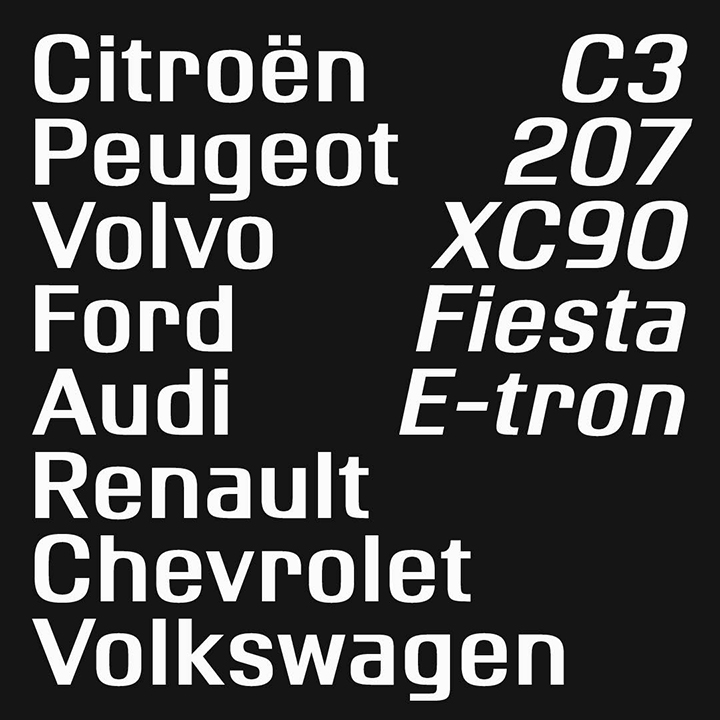 Citroën C3
Peugeot 207
Volvo XC90
Ford Fiesta
Audi E-tron
Renault
Chevrolet
Volkswagen